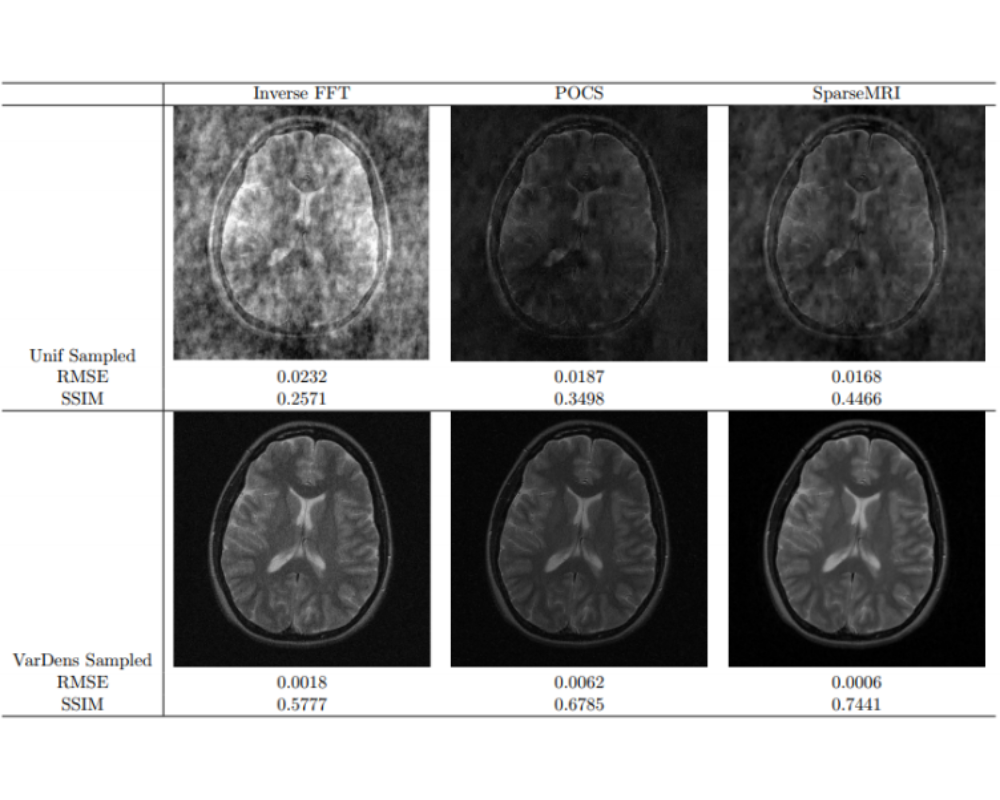 Inverse FFT POCS SparseMRI
Unif Sampled
RMSE 0.0232 0.0187 0.0168
SSIM 0.2571 0.3498 0.4466
VarDens Sampled
RMSE 0.0018 0.0062 0.0006
SSIM 0.5777 0.6785 0.7441